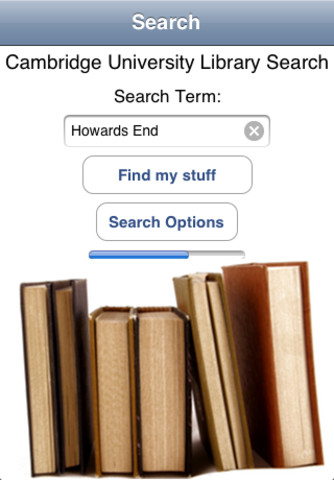 Search
Cambridge University Library Search
Search Term:
Howards End
Find my stuff
Search Options